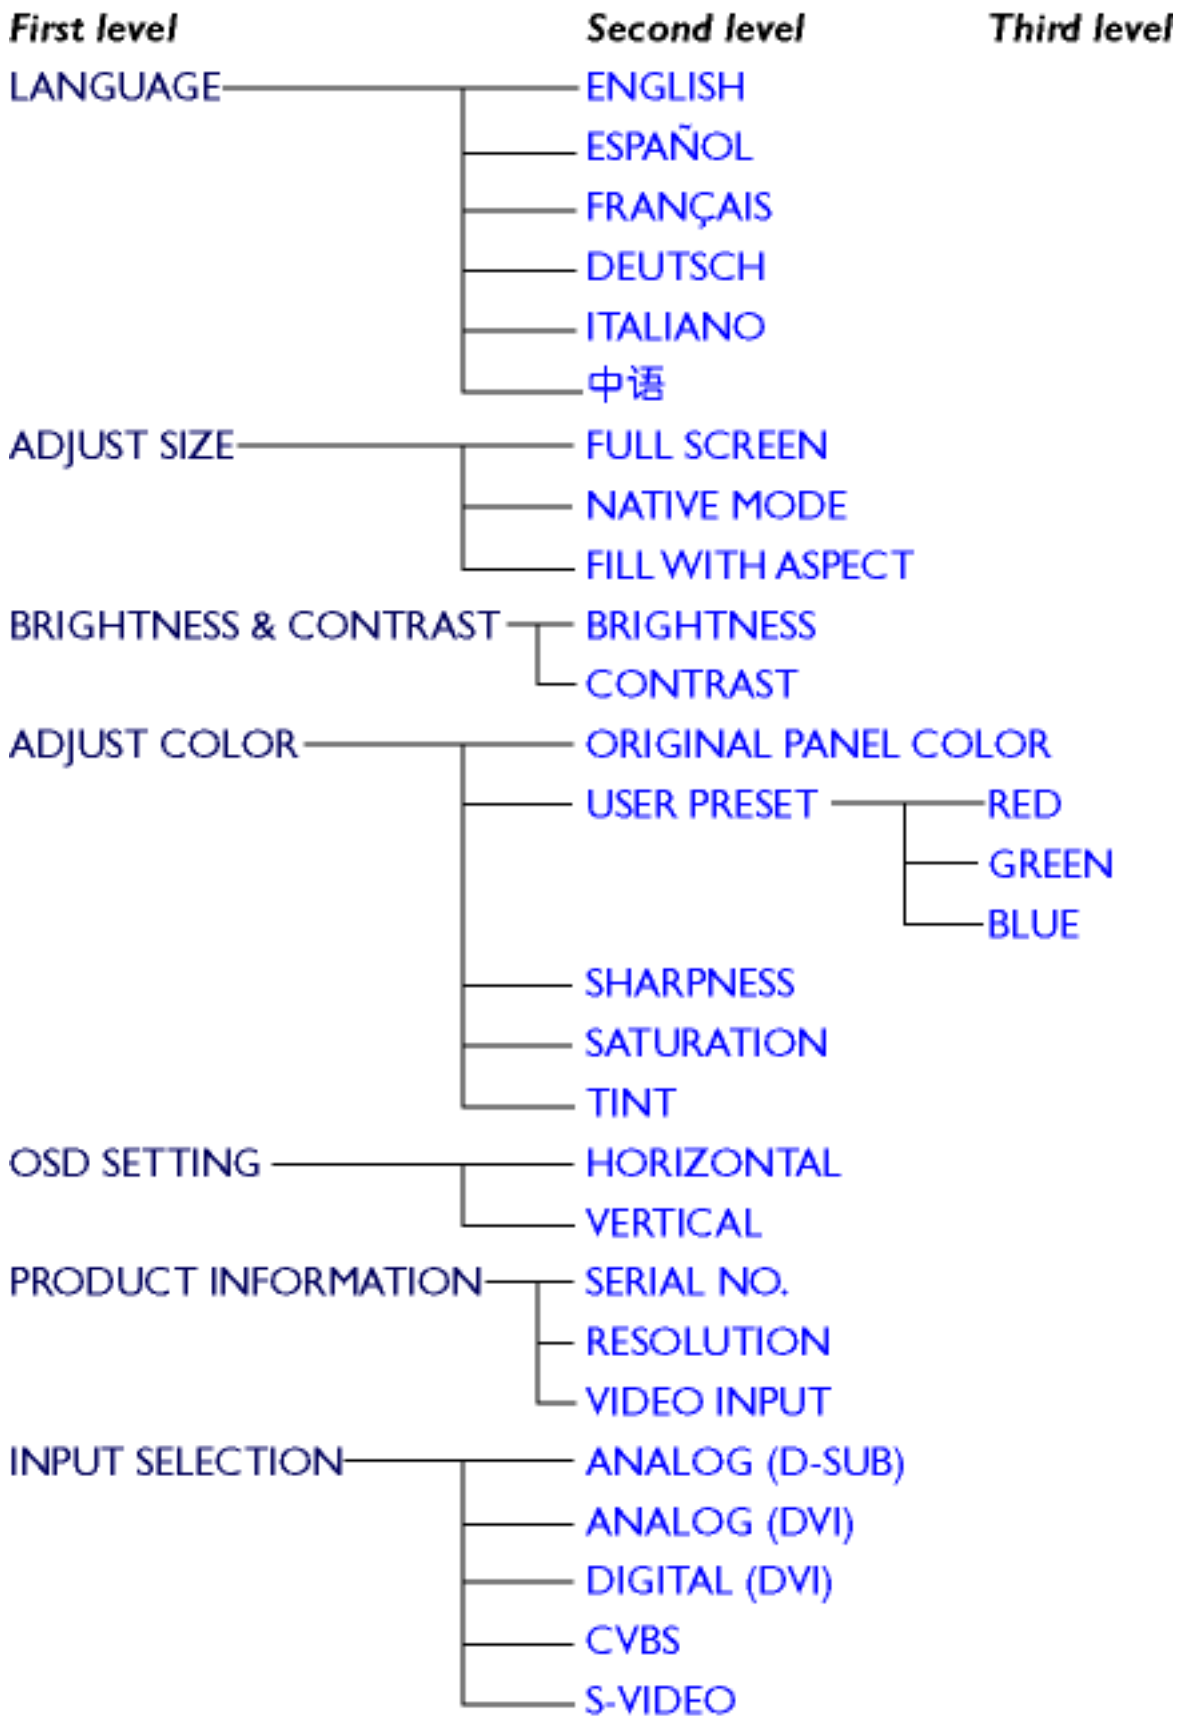 First level Second level Third level
LANGUAGE ENGLISH
ESPAÑOL
FRANÇAIS
DEUTSCH
ITALIANO
中语
ADJUST SIZE FULL SCREEN
NATIVE MODE
FILL WITH ASPECT
BRIGHTNESS & CONTRAST BRIGHTNESS
CONTRAST
ADJUST COLOR ORIGINAL PANEL COLOR
USER PRESET RED
GREEN
BLUE
SHARPNESS
SATURATION
TINT
OSD SETTING HORIZONTAL
VERTICAL
PRODUCT INFORMATION SERIAL NO.
RESOLUTION
VIDEO INPUT
INPUT SELECTION ANALOG (D-SUB)
ANALOG (DVI)
DIGITAL (DVI)
CVBS
S-VIDEO